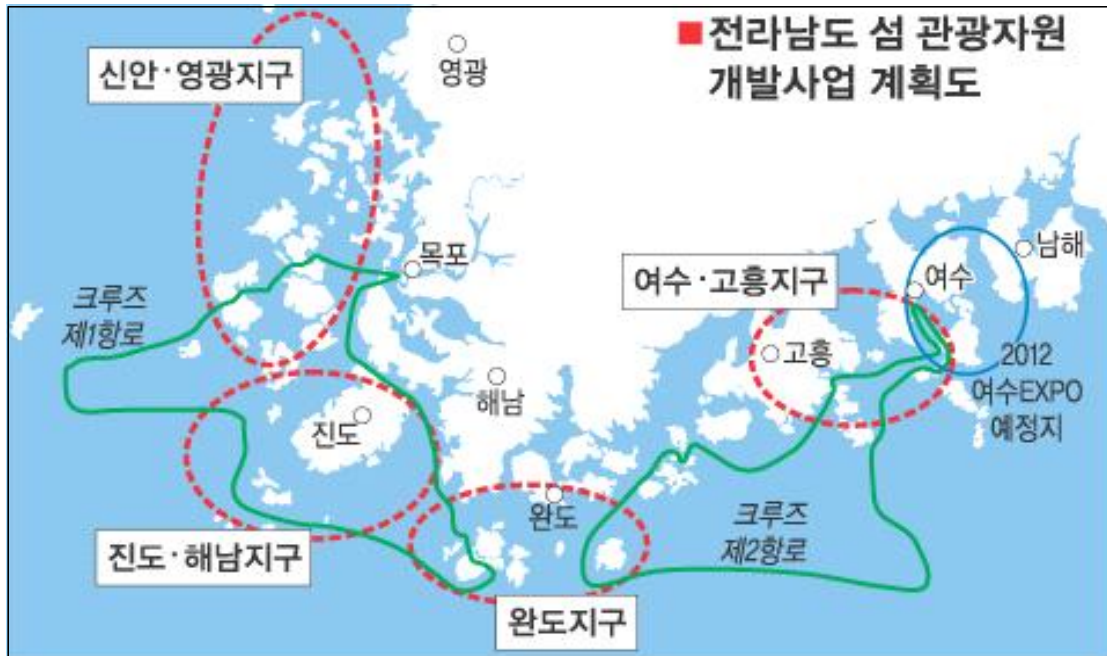 ■전라남도 섬 관광자원
개발사업 계획도
신안·영광지구
영광
목포
크루즈
제1항로
해남
진도
진도·해남지구
완도
완도지구
여수·고흥지구
고흥
여수
남해
2012
여수EXPO
예정지
크루즈
제2항로